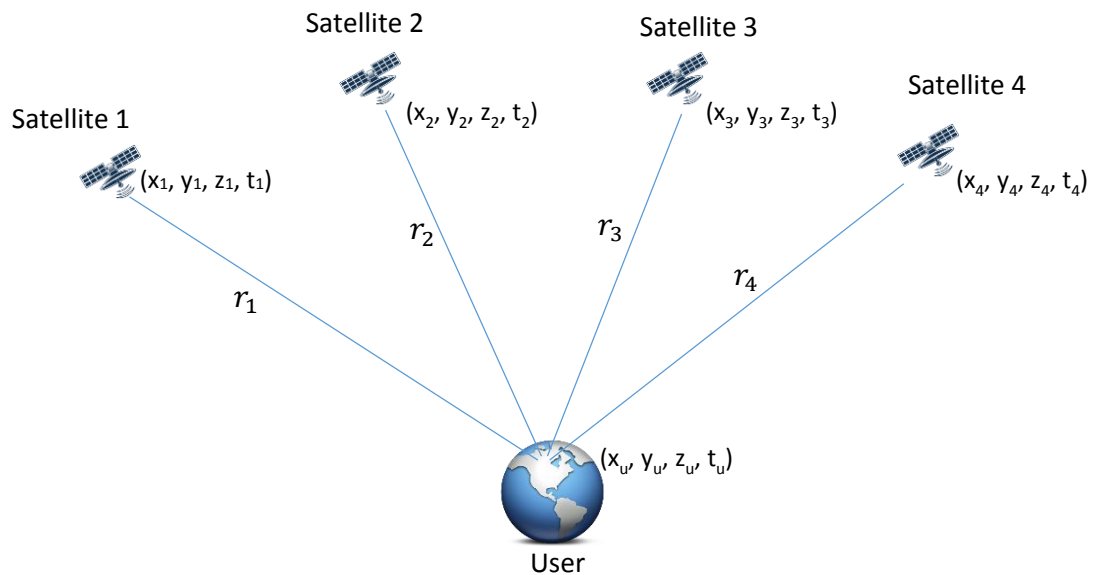 Satellite 2
Satellite 3
Satellite 4
Satellite 1
(x₂, y₂, z₂, t₂)
(x₃, y₃, z₃, t₃)
(x₁, y₁, z₁, t₁)
(x₄, y₄, z₄, t₄)
r₂
r₃
r₄
r₁
(xᵤ, yᵤ, zᵤ, tᵤ)
User